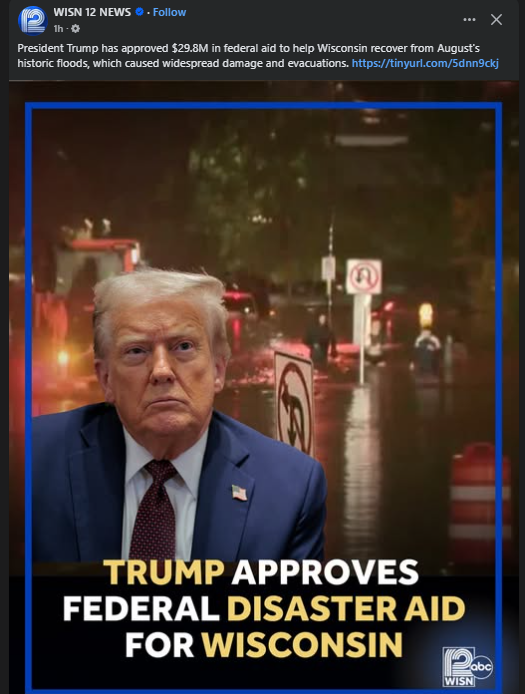 WISN 12 NEWS · Follow
1h ·
President Trump has approved $29.8M in federal aid to help Wisconsin recover from August's
historic floods, which caused widespread damage and evacuations. https://tinyurl.com/5dnn9ckj
TRUMP APPROVES
FEDERAL DISASTER AID
FOR WISCONSIN
12 abc
WISN